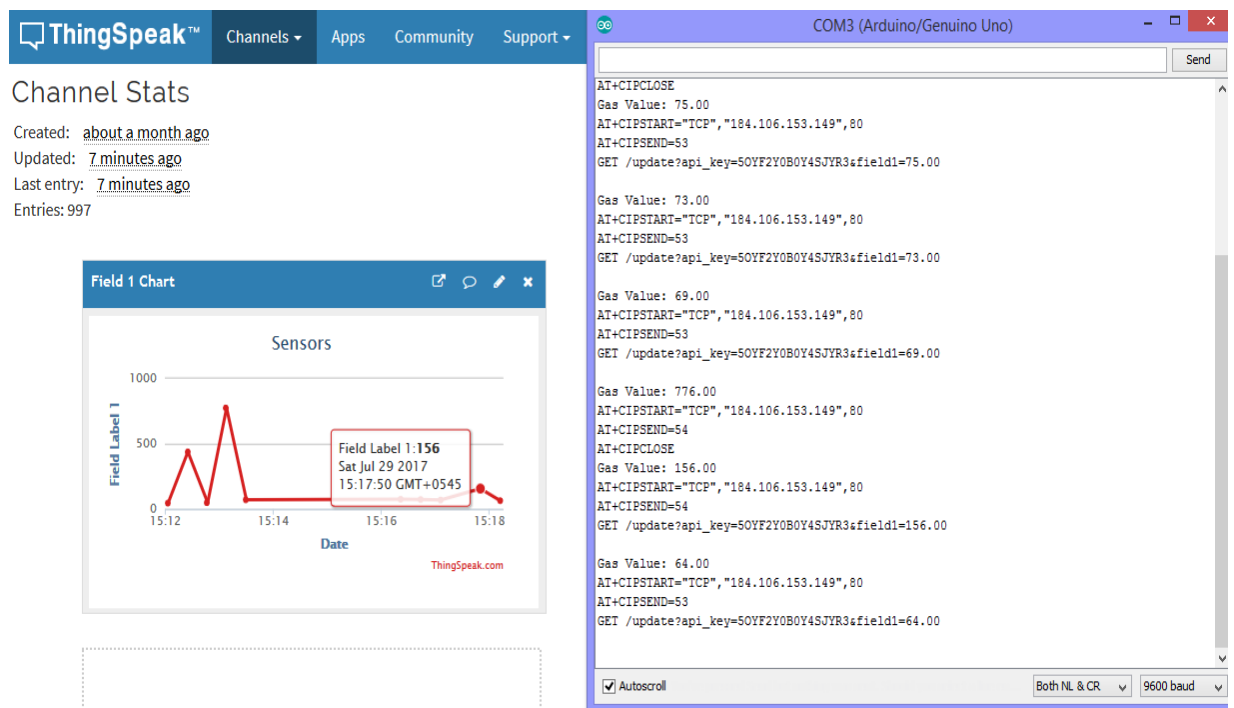 ThingSpeak™ Channels Apps Community Support
Channel Stats
Created: about a month ago
Updated: 7 minutes ago
Last entry: 7 minutes ago
Entries: 997
Field 1 Chart
Sensors
1000
500
0
Field Label 1
Field Label 1:156
Sat Jul 29 2017
15:17:50 GMT+0545
15:12 15:14 15:16 15:18
Date
ThingSpeak.com
COM3 (Arduino/Genuino Uno)
Send
AT+CIPCLOSE
Gas Value: 75.00
AT+CIPSTART="TCP","184.106.153.149",80
AT+CIPSEND=53
GET /update?api_key=5OYF2Y0B0Y4SJYR3&field1=75.00
Gas Value: 73.00
AT+CIPSTART="TCP","184.106.153.149",80
AT+CIPSEND=53
GET /update?api_key=5OYF2Y0B0Y4SJYR3&field1=73.00
Gas Value: 69.00
AT+CIPSTART="TCP","184.106.153.149",80
AT+CIPSEND=53
GET /update?api_key=5OYF2Y0B0Y4SJYR3&field1=69.00
Gas Value: 776.00
AT+CIPSTART="TCP","184.106.153.149",80
AT+CIPSEND=54
AT+CIPCLOSE
Gas Value: 156.00
AT+CIPSTART="TCP","184.106.153.149",80
AT+CIPSEND=54
GET /update?api_key=5OYF2Y0B0Y4SJYR3&field1=156.00
Gas Value: 64.00
AT+CIPSTART="TCP","184.106.153.149",80
AT+CIPSEND=53
GET /update?api_key=5OYF2Y0B0Y4SJYR3&field1=64.00
Autoscroll Both NL & CR 9600 baud